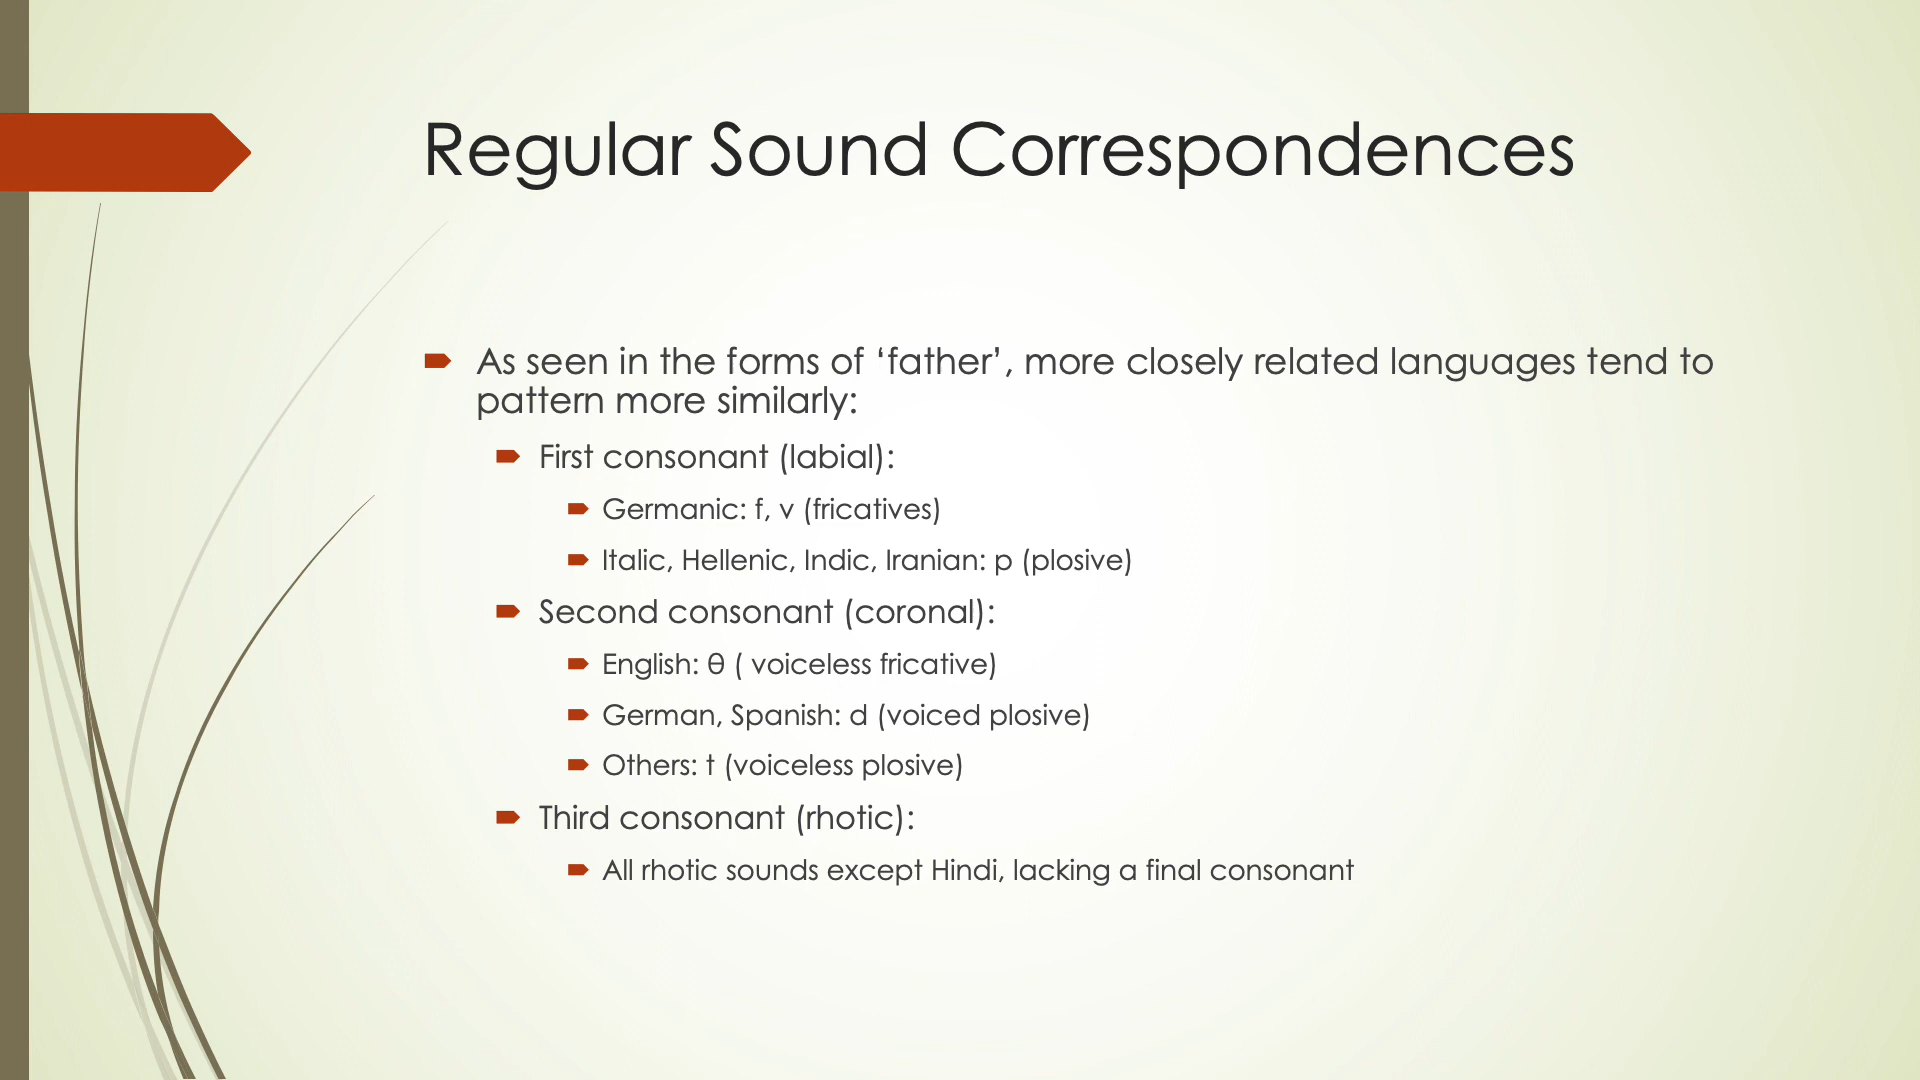 Regular Sound Correspondences
As seen in the forms of ‘father’, more closely related languages tend to
pattern more similarly:
First consonant (labial):
Germanic: f, v (fricatives)
Italic, Hellenic, Indic, Iranian: p (plosive)
Second consonant (coronal):
English: θ ( voiceless fricative)
German, Spanish: d (voiced plosive)
Others: t (voiceless plosive)
Third consonant (rhotic):
All rhotic sounds except Hindi, lacking a final consonant